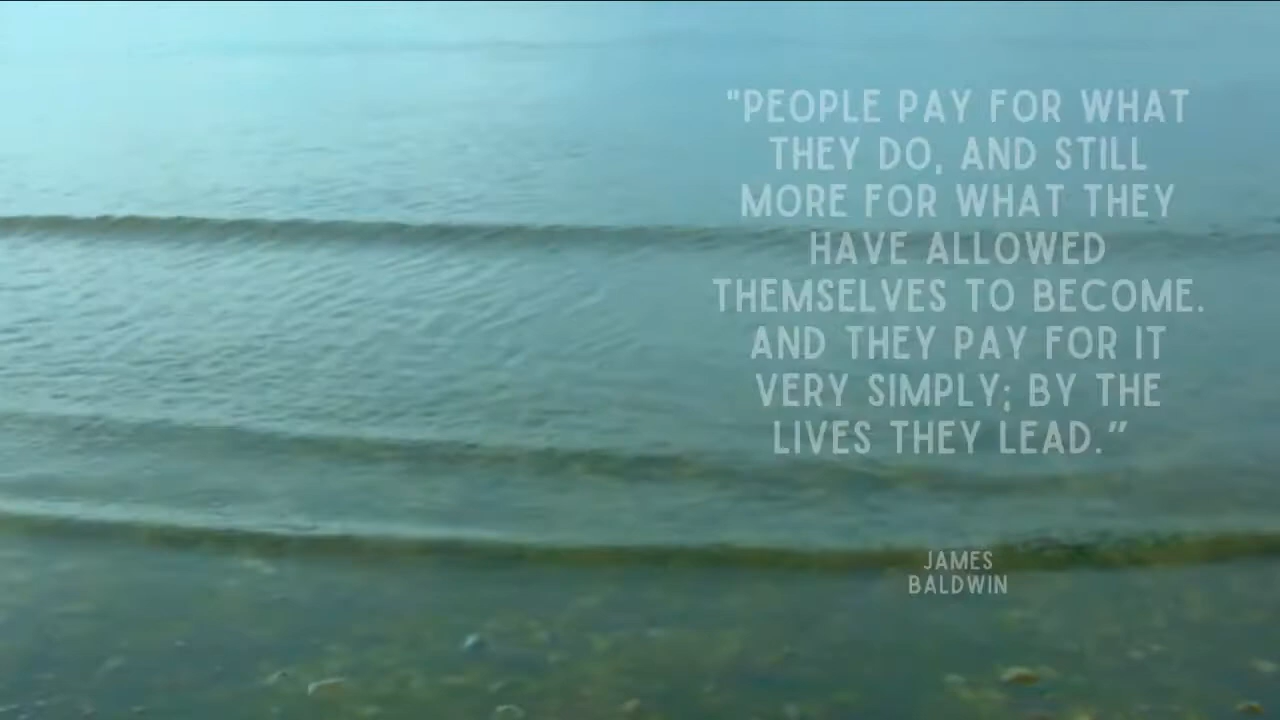 "PEOPLE PAY FOR WHAT
THEY DO, AND STILL
MORE FOR WHAT THEY
HAVE ALLOWED
THEMSELVES TO BECOME.
AND THEY PAY FOR IT
VERY SIMPLY; BY THE
LIVES THEY LEAD.”
JAMES
BALDWIN